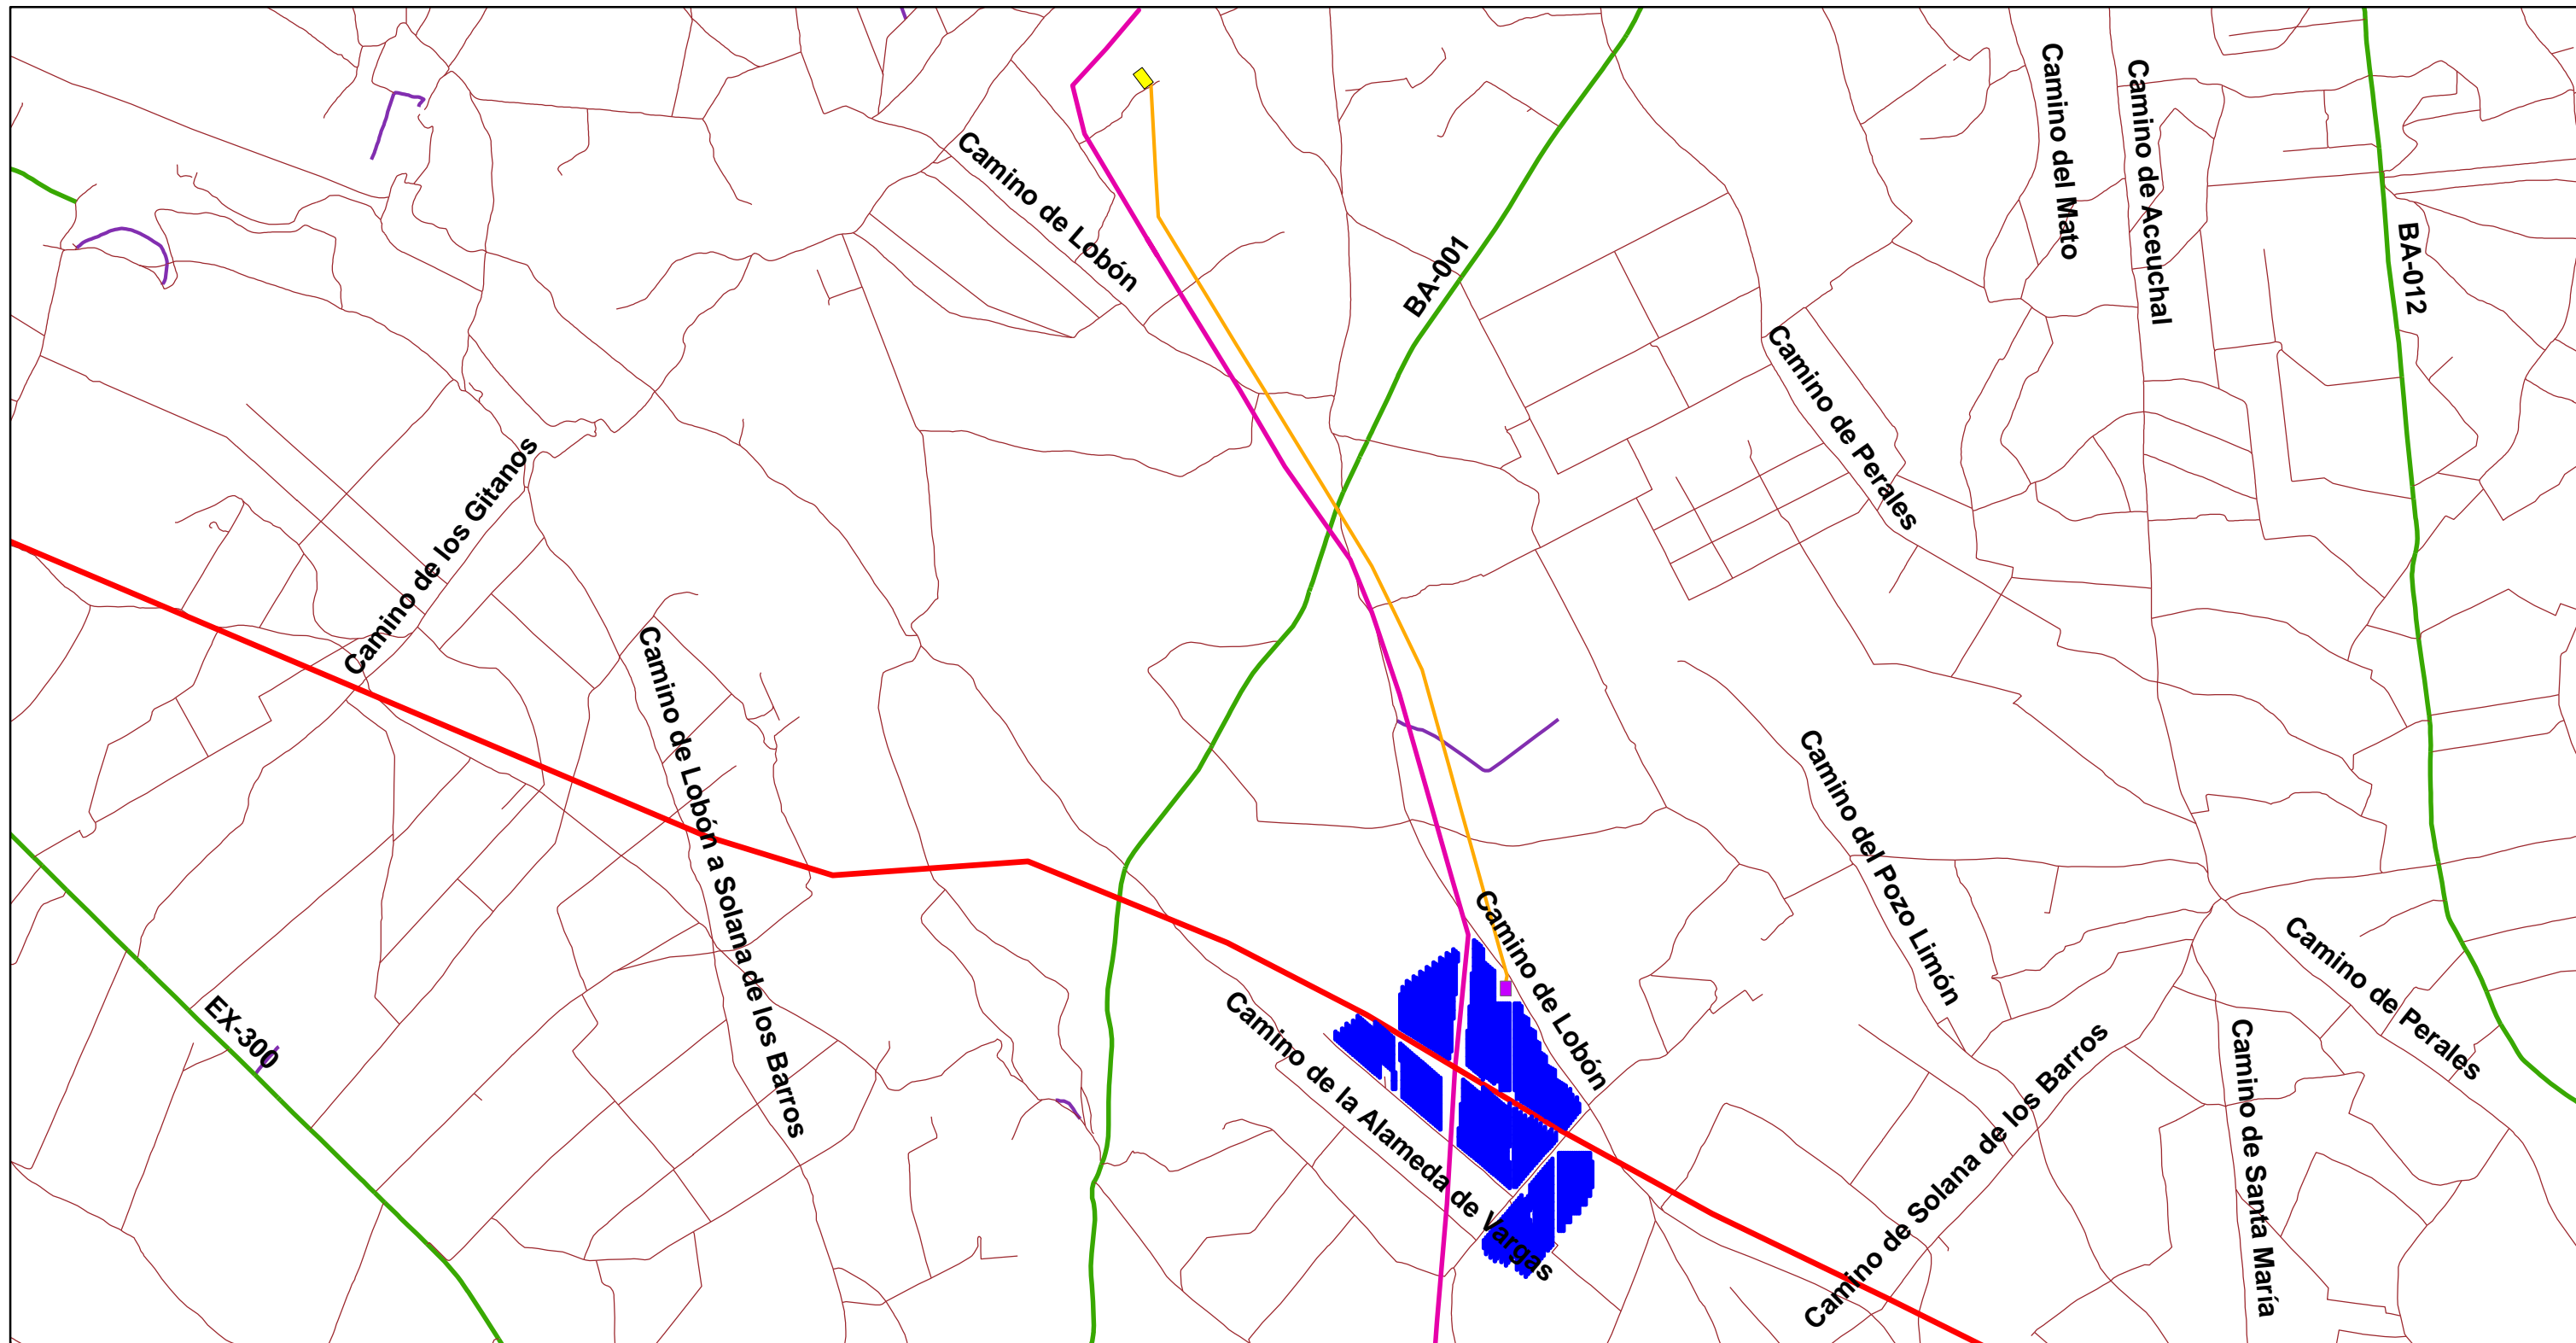 Camino del Mato
Camino de Aceuchal
Camino de Lobón
BA-001
BA-012
Camino de Perales
Camino de los Gitanos
Camino de Lobón a Solana de los Barros
Camino del Pozo Limón
Camino de Lobón
Camino de Perales
EX-300
Camino de la Alameda de Vargas
Camino de Solana de los Barros
Camino de Santa María